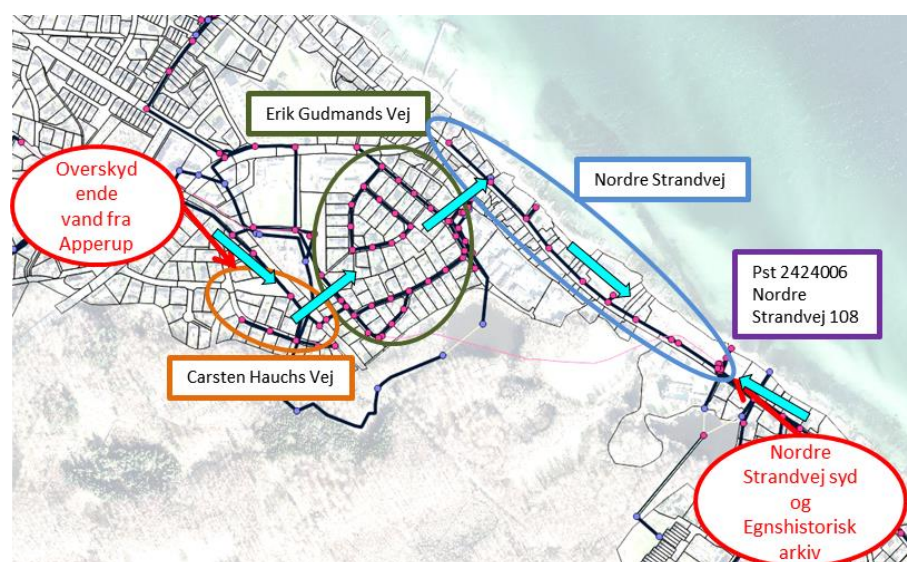 Erik Gudmands Vej
Overskyd
ende
vand fra
Apperup
Nordre Strandvej
Pst 2424006
Nordre
Strandvej 108
Carsten Hauchs Vej
Nordre
Strandvej syd
og
Egnshistorisk
arkiv